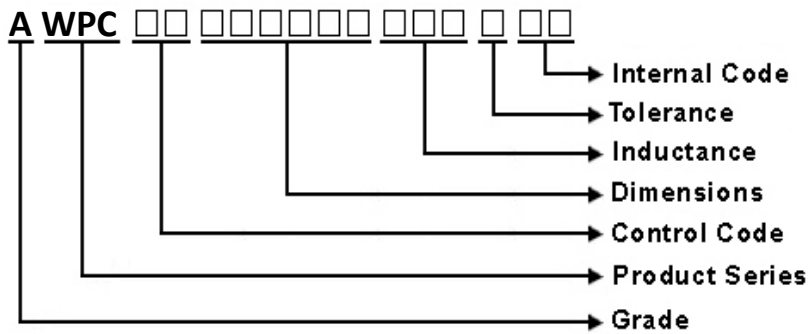 A WPC □□ □□□□□□ □□□ □ □□
Internal Code
Tolerance
Inductance
Dimensions
Control Code
Product Series
Grade